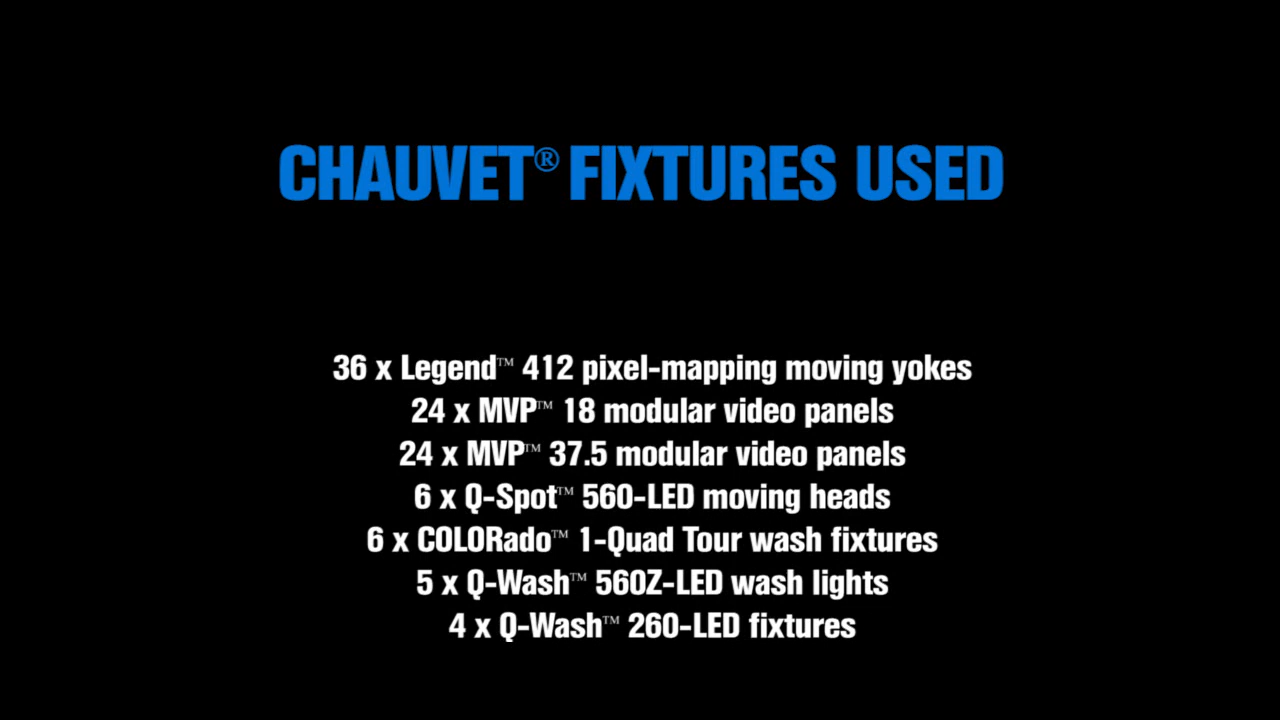 CHAUVET® FIXTURES USED
36 x Legend™ 412 pixel-mapping moving yokes
24 x MVP™ 18 modular video panels
24 x MVP™ 37.5 modular video panels
6 x Q-Spot™ 560-LED moving heads
6 x COLORado™ 1-Quad Tour wash fixtures
5 x Q-Wash™ 560Z-LED wash lights
4 x Q-Wash™ 260-LED fixtures